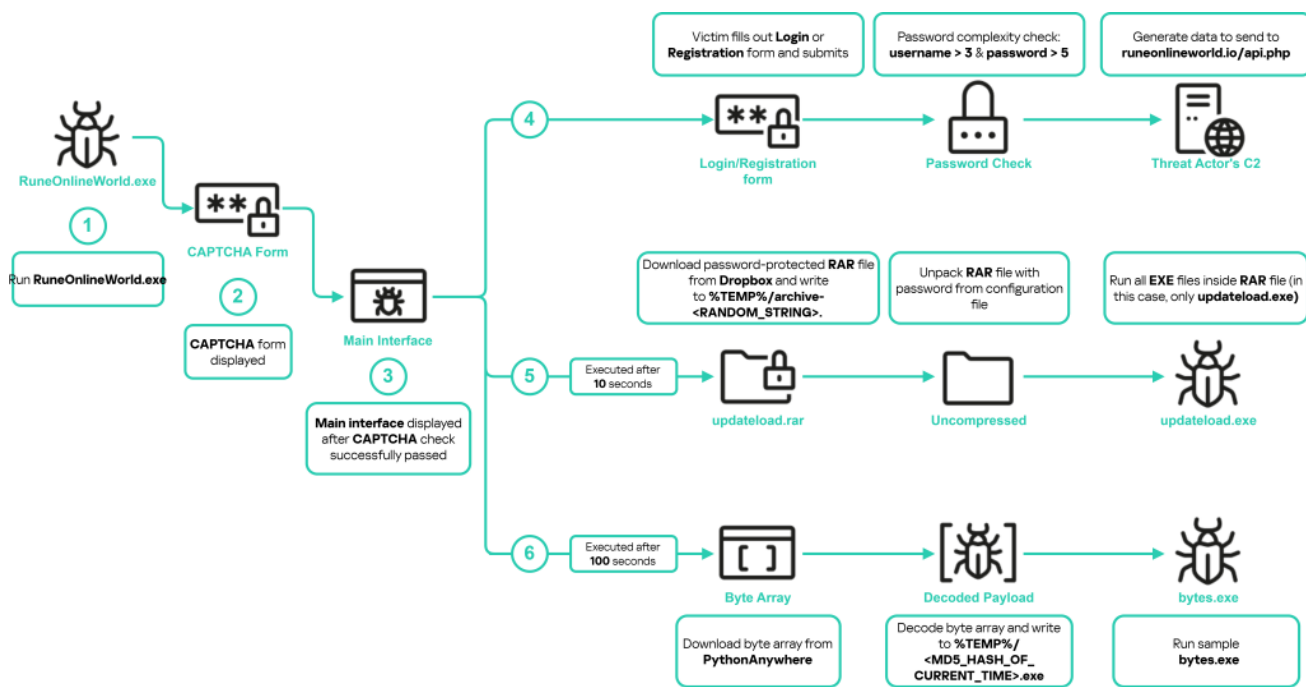 Victim fills out Login or
Registration form and submits
Password complexity check:
username > 3 & password > 5
Generate data to send to
runeonlineworld.io/api.php
4
**
Login/Registration
form
Password Check
Threat Actor's C2
RuneOnlineWorld.exe
1
Run RuneOnlineWorld.exe
**
CAPTCHA Form
2
CAPTCHA form
displayed
Main Interface
3
Main interface displayed
after CAPTCHA check
successfully passed
Download password-protected RAR file
from Dropbox and write
to %TEMP%/archive-
<RANDOM_STRING>.
Unpack RAR file with
password from configuration
file
Run all EXE files inside RAR file (in
this case, only updateload.exe)
5
Executed after
10 seconds
updateload.rar
Uncompressed
updateload.exe
6
Executed after
100 seconds
[ ]
Byte Array
Decoded Payload
bytes.exe
Download byte array from
PythonAnywhere
Decode byte array and write
to %TEMP%/
<MD5_HASH_OF_
CURRENT_TIME>.exe
Run sample
bytes.exe